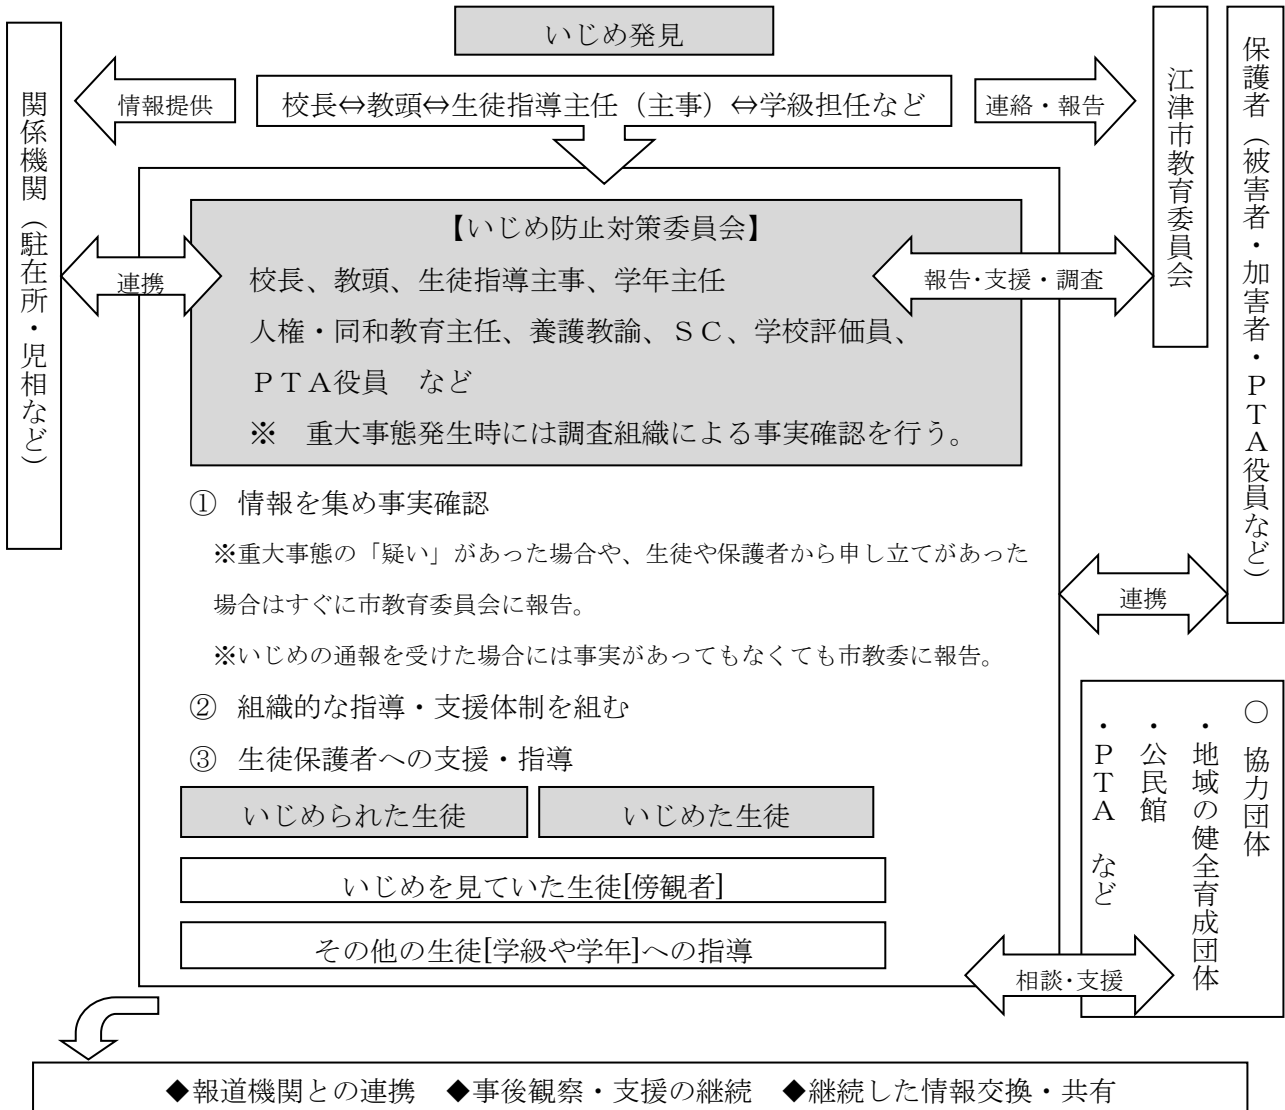 いじめ発見
校長⇔教頭⇔生徒指導主任（主事）⇔学級担任など
情報提供
連絡・報告
関係機関（駐在所・児相など）
江津市教育委員会
保護者（被害者・加害者・ＰＴＡ役員など）
【いじめ防止対策委員会】
校長、教頭、生徒指導主事、学年主任
人権・同和教育主任、養護教諭、ＳＣ、学校評価員、
ＰＴＡ役員　など
※　重大事態発生時には調査組織による事実確認を行う。
連携
報告・支援・調査
① 情報を集め事実確認
※重大事態の「疑い」があった場合や、生徒や保護者から申し立てがあった
場合はすぐに市教育委員会に報告。
※いじめの通報を受けた場合には事実があってもなくても市教委に報告。
連携
② 組織的な指導・支援体制を組む
③ 生徒保護者への支援・指導
いじめられた生徒
いじめた生徒
いじめを見ていた生徒[傍観者]
その他の生徒[学級や学年]への指導
○ 協力団体
・地域の健全育成団体
・公民館
・ＰＴＡ など
相談・支援
◆報道機関との連携　◆事後観察・支援の継続　◆継続した情報交換・共有